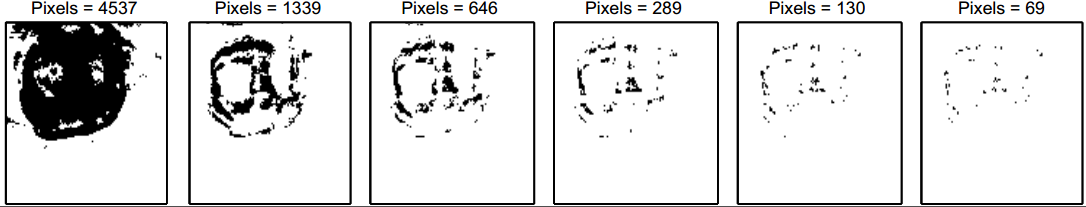 Pixels = 4537 Pixels = 1339 Pixels = 646 Pixels = 289 Pixels = 130 Pixels = 69